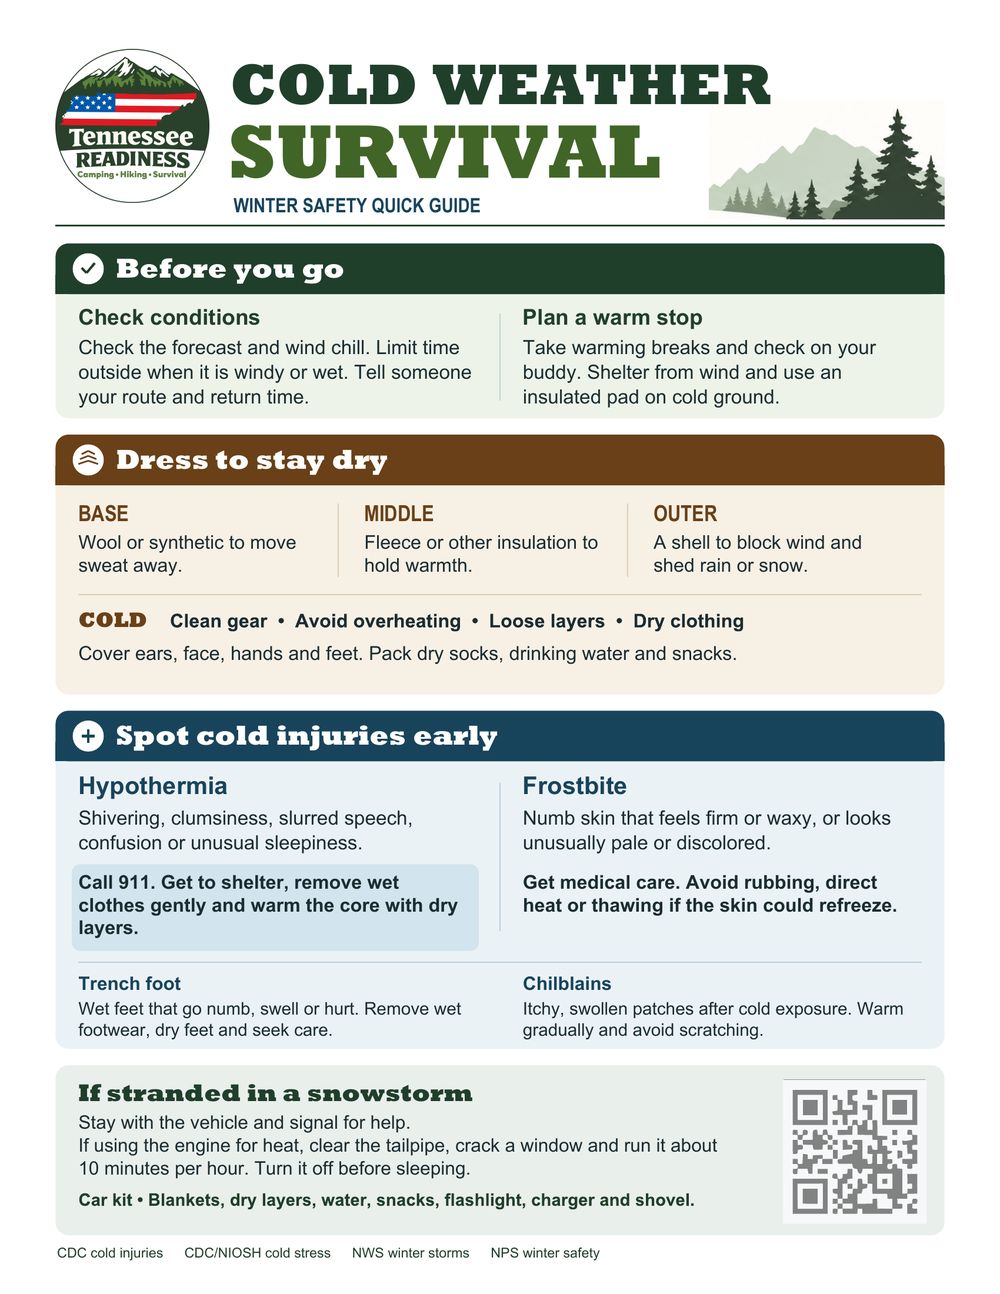 Tennessee
READINESS
Camping • Hiking • Survival
COLD WEATHER
SURVIVAL
WINTER SAFETY QUICK GUIDE
Before you go
Check conditions
Check the forecast and wind chill. Limit time
outside when it is windy or wet. Tell someone
your route and return time.
Plan a warm stop
Take warming breaks and check on your
buddy. Shelter from wind and use an
insulated pad on cold ground.
Dress to stay dry
BASE
Wool or synthetic to move
sweat away.
MIDDLE
Fleece or other insulation to
hold warmth.
OUTER
A shell to block wind and
shed rain or snow.
COLD Clean gear • Avoid overheating • Loose layers • Dry clothing
Cover ears, face, hands and feet. Pack dry socks, drinking water and snacks.
Spot cold injuries early
Hypothermia
Shivering, clumsiness, slurred speech,
confusion or unusual sleepiness.
Call 911. Get to shelter, remove wet
clothes gently and warm the core with dry
layers.
Frostbite
Numb skin that feels firm or waxy, or looks
unusually pale or discolored.
Get medical care. Avoid rubbing, direct
heat or thawing if the skin could refreeze.
Trench foot
Wet feet that go numb, swell or hurt. Remove wet
footwear, dry feet and seek care.
Chilblains
Itchy, swollen patches after cold exposure. Warm
gradually and avoid scratching.
If stranded in a snowstorm
Stay with the vehicle and signal for help.
If using the engine for heat, clear the tailpipe, crack a window and run it about
10 minutes per hour. Turn it off before sleeping.
Car kit • Blankets, dry layers, water, snacks, flashlight, charger and shovel.
CDC cold injuries CDC/NIOSH cold stress NWS winter storms NPS winter safety